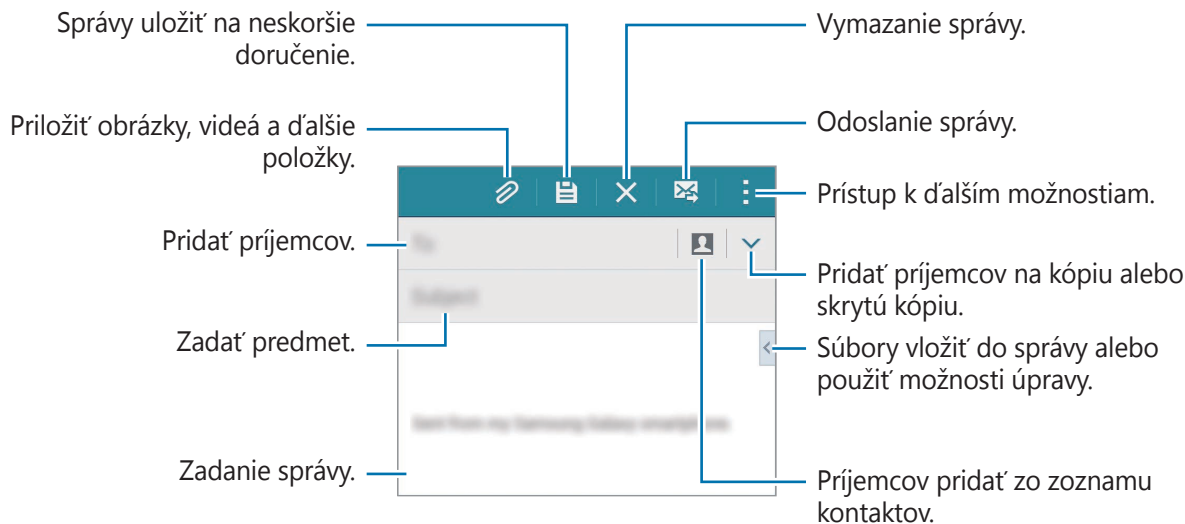 Správy uložiť na neskoršie
doručenie.
Vymazanie správy.
Priložiť obrázky, videá a ďalšie
položky.
Odoslanie správy.
Prístup k ďalším možnostiam.
Pridať príjemcov.
Pridať príjemcov na kópiu alebo
skrytú kópiu.
Zadať predmet.
Súbory vložiť do správy alebo
použiť možnosti úpravy.
Zadanie správy.
Príjemcov pridať zo zoznamu
kontaktov.